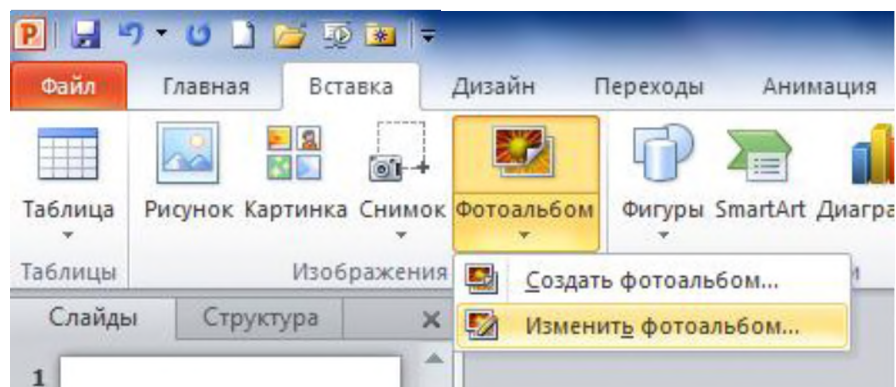 Файл Главная Вставка Дизайн Переходы Анимация
Таблица Рисунок Картинка Снимок Фотоальбом Фигуры SmartArt
Таблицы Изображения
Создать фотоальбом...
Изменить фотоальбом...
Слайды Структура
1